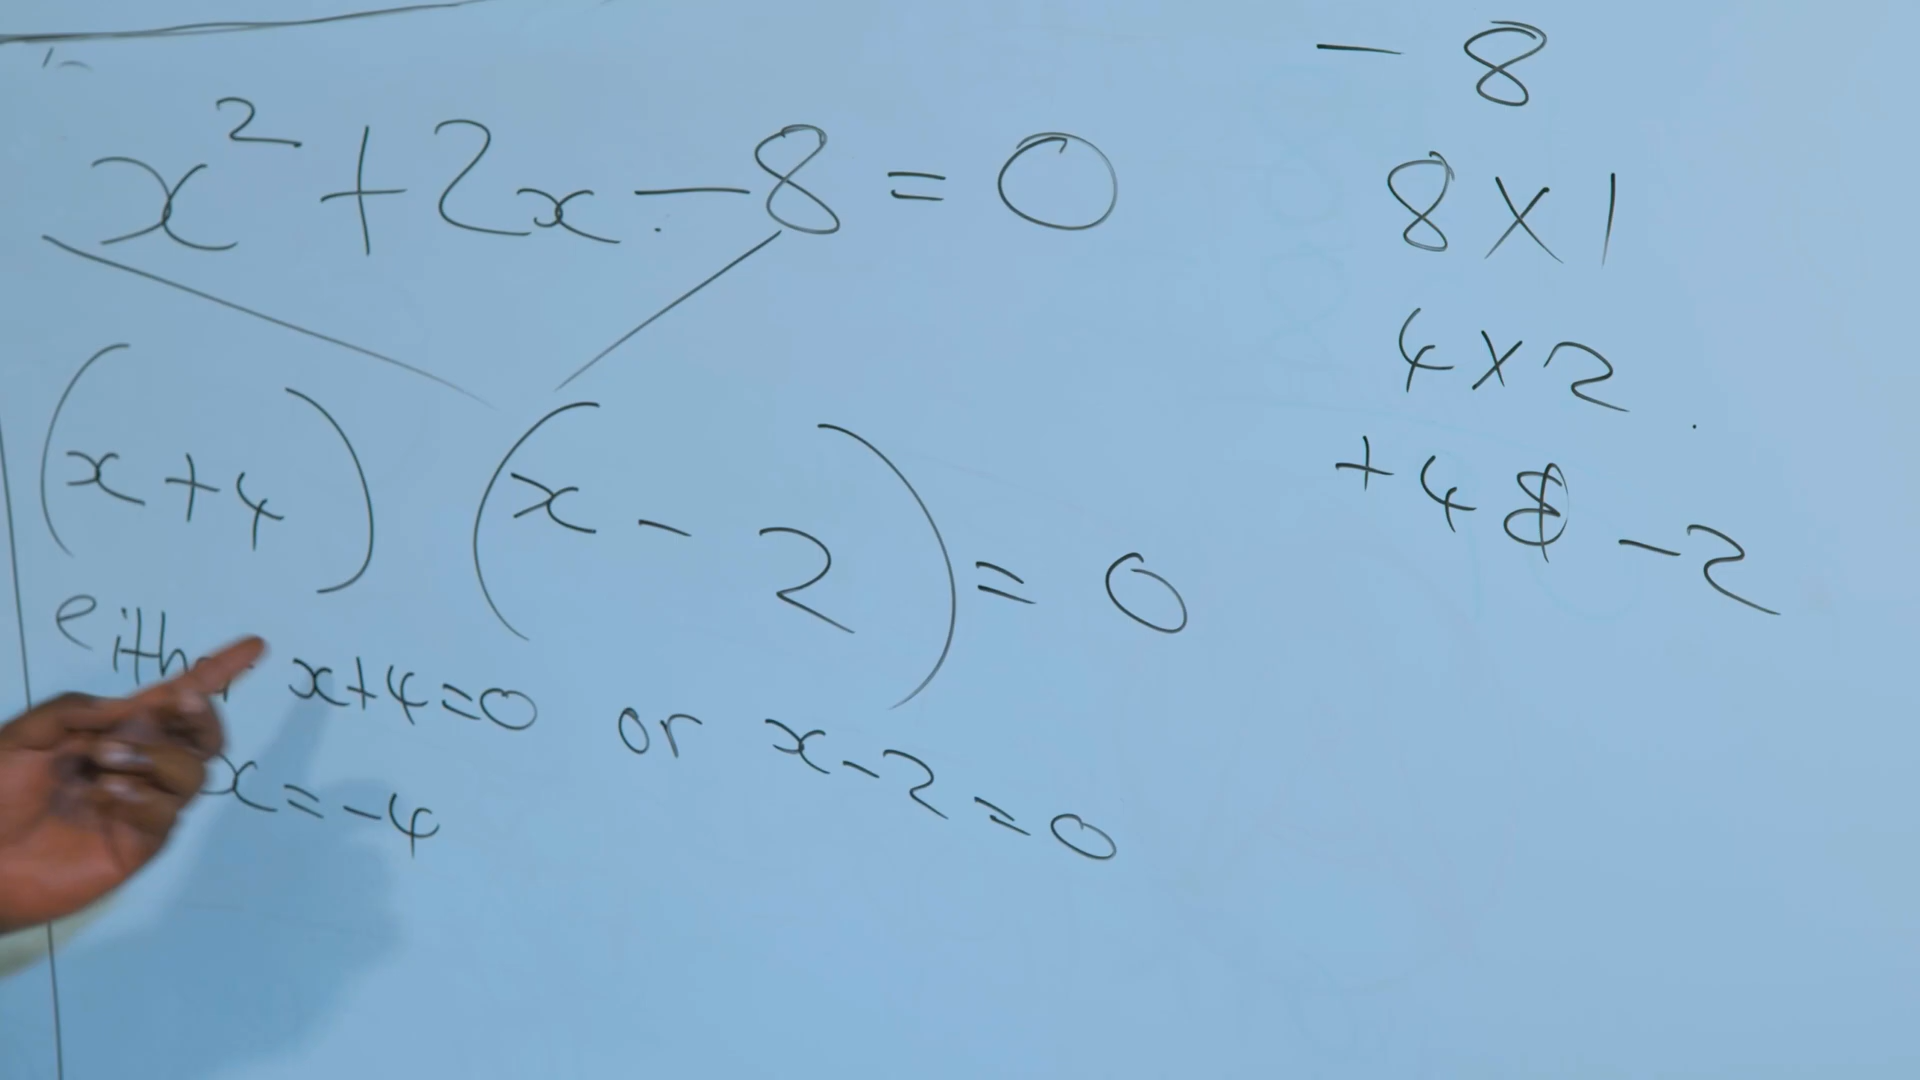 x² + 2x - 8 = 0
(x + 4) (x - 2) = 0
either x+4=0 or x-2=0
x = -4
- 8
8 × 1
4 × 2
+4 & -2